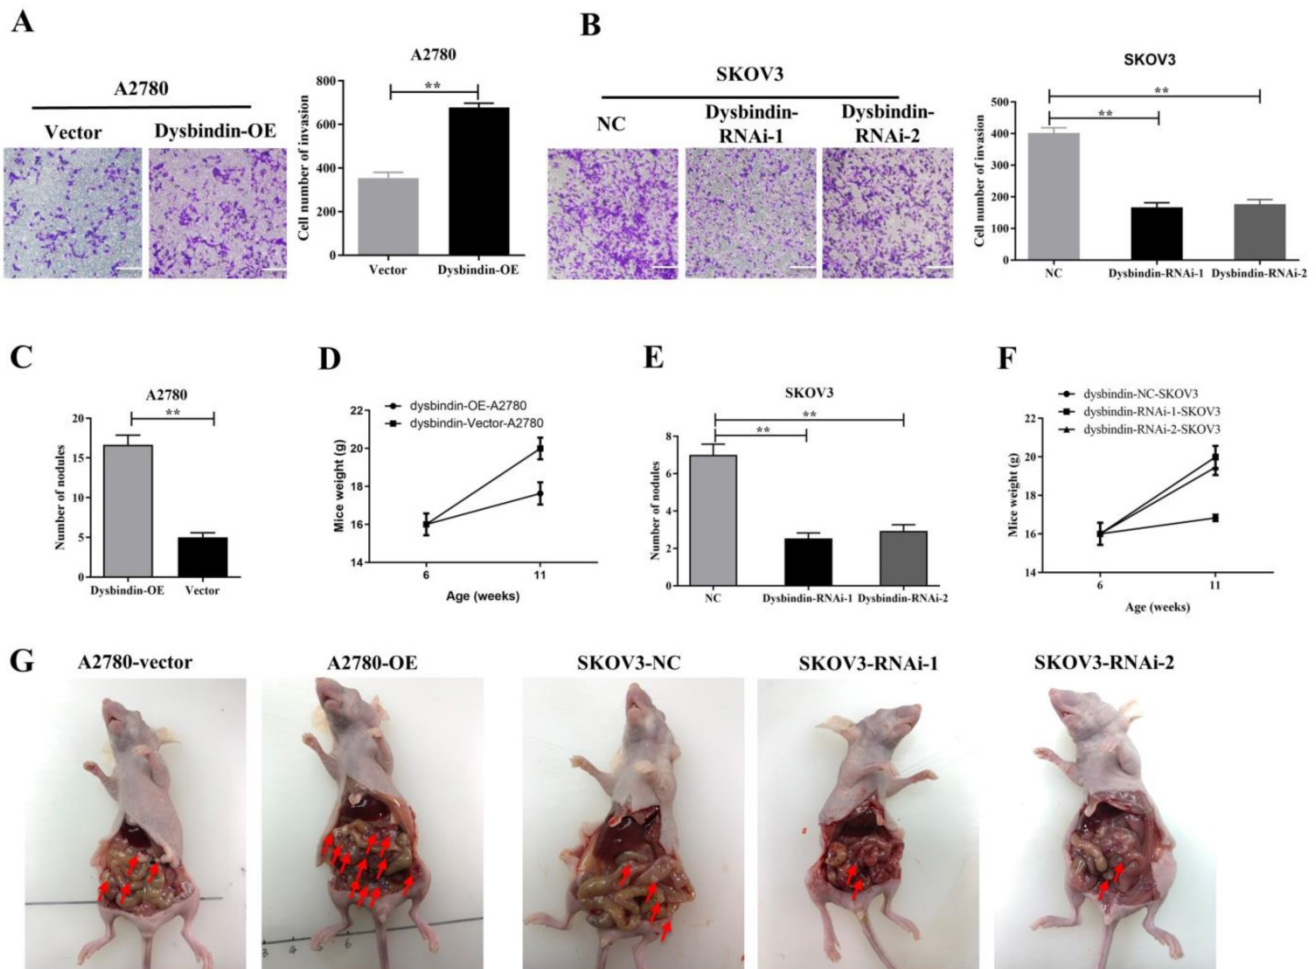 A
A2780
Vector
Dysbindin-OE
A2780
Cell number of invasion
800
600
400
200
0
**
Vector
Dysbindin-OE
B
SKOV3
NC
Dysbindin-
RNAi-1
Dysbindin-
RNAi-2
SKOV3
Cell number of invasion
500
400
300
200
100
0
**
**
NC
Dysbindin-RNAi-1
Dysbindin-RNAi-2
C
A2780
Number of nodules
20
15
10
5
0
**
Dysbindin-OE
Vector
D
dysbindin-OE-A2780
dysbindin-Vector-A2780
Mice weight (g)
22
20
18
16
14
6
11
Age (weeks)
E
SKOV3
Number of nodules
8
6
4
2
0
**
**
NC
Dysbindin-RNAi-1
Dysbindin-RNAi-2
F
dysbindin-NC-SKOV3
dysbindin-RNAi-1-SKOV3
dysbindin-RNAi-2-SKOV3
Mice weight (g)
22
20
18
16
14
6
11
Age (weeks)
G
A2780-vector
A2780-OE
SKOV3-NC
SKOV3-RNAi-1
SKOV3-RNAi-2
3 4 6